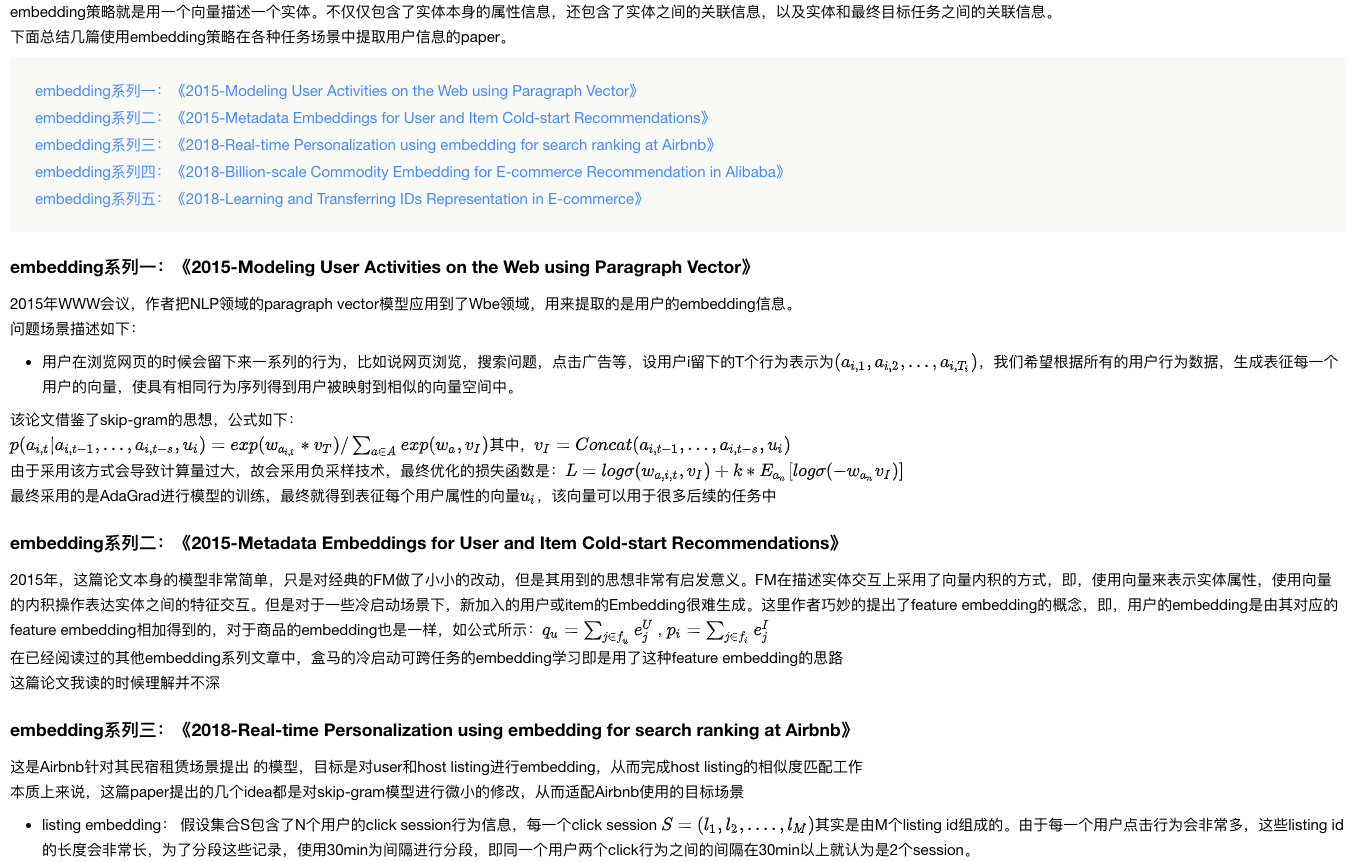 embedding策略就是用一个向量描述一个实体。不仅仅包含了实体本身的属性信息，还包含了实体之间的关联信息，以及实体和最终目标任务之间的关联信息。
下面总结几篇使用embedding策略在各种任务场景中提取用户信息的paper。
embedding系列一：《2015-Modeling User Activities on the Web using Paragraph Vector》
embedding系列二：《2015-Metadata Embeddings for User and Item Cold-start Recommendations》
embedding系列三：《2018-Real-time Personalization using embedding for search ranking at Airbnb》
embedding系列四：《2018-Billion-scale Commodity Embedding for E-commerce Recommendation in Alibaba》
embedding系列五：《2018-Learning and Transferring IDs Representation in E-commerce》
embedding系列一：《2015-Modeling User Activities on the Web using Paragraph Vector》
2015年WWW会议，作者把NLP领域的paragraph vector模型应用到了Wbe领域，用来提取的是用户的embedding信息。
问题场景描述如下：
• 用户在浏览网页的时候会留下来一系列的行为，比如说网页浏览，搜索问题，点击广告等，设用户i留下的T个行为表示为$(a_{i,1}, a_{i,2}, \ldots, a_{i,T_i})$，我们希望根据所有的用户行为数据，生成表征每一个
用户的向量，使具有相同行为序列得到用户被映射到相似的向量空间中。
该论文借鉴了skip-gram的思想，公式如下：
$p(a_{i,t}|a_{i,t-1}, \ldots, a_{i,t-s}, u_i) = exp(w_{a_{i,t}} * v_T) / \sum_{a \in A} exp(w_a, v_I)$其中，$v_I = Concat(a_{i,t-1}, \ldots, a_{i,t-s}, u_i)$
由于采用该方式会导致计算量过大，故会采用负采样技术，最终优化的损失函数是：$L = log\sigma(w_{a,i,t}, v_I) + k * E_{a_n}[log\sigma(-w_{a_n} v_I)]$
最终采用的是AdaGrad进行模型的训练，最终就得到表征每个用户属性的向量$u_i$，该向量可以用于很多后续的任务中
embedding系列二：《2015-Metadata Embeddings for User and Item Cold-start Recommendations》
2015年，这篇论文本身的模型非常简单，只是对经典的FM做了小小的改动，但是其用到的思想非常有启发意义。FM在描述实体交互上采用了向量内积的方式，即，使用向量来表示实体属性，使用向量
的内积操作表达实体之间的特征交互。但是对于一些冷启动场景下，新加入的用户或item的Embedding很难生成。这里作者巧妙的提出了feature embedding的概念，即，用户的embedding是由其对应的
feature embedding相加得到的，对于商品的embedding也是一样，如公式所示：$q_u = \sum_{j \in f_u} e_j^U$ , $p_i = \sum_{j \in f_i} e_j^I$
在已经阅读过的其他embedding系列文章中，盒马的冷启动可跨任务的embedding学习即是用了这种feature embedding的思路
这篇论文我读的时候理解并不深
embedding系列三：《2018-Real-time Personalization using embedding for search ranking at Airbnb》
这是Airbnb针对其民宿租赁场景提出 的模型，目标是对user和host listing进行embedding，从而完成host listing的相似度匹配工作
本质上来说，这篇paper提出的几个idea都是对skip-gram模型进行微小的修改，从而适配Airbnb使用的目标场景
• listing embedding： 假设集合S包含了N个用户的click session行为信息，每一个click session $S = (l_1, l_2, \ldots., l_M)$其实是由M个listing id组成的。由于每一个用户点击行为会非常多，这些listing id
的长度会非常长，为了分段这些记录，使用30min为间隔进行分段，即同一个用户两个click行为之间的间隔在30min以上就认为是2个session。